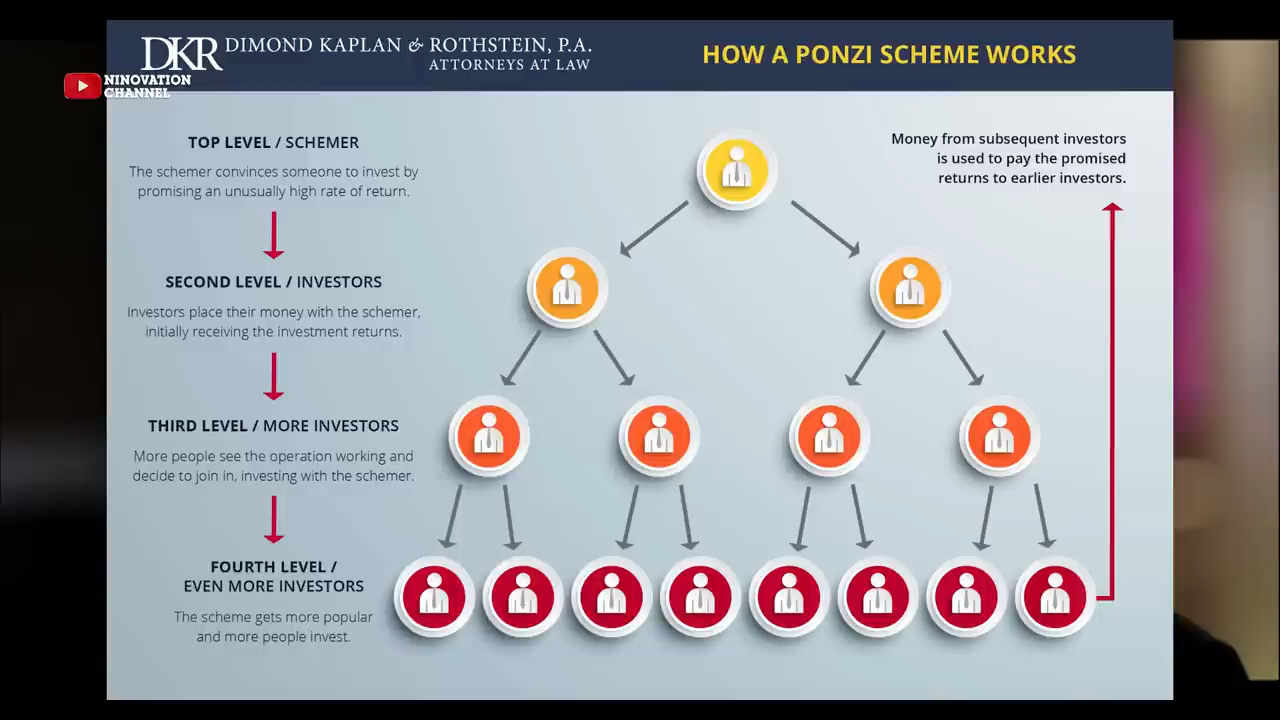 DKR DIMOND KAPLAN & ROTHSTEIN, P.A.
ATTORNEYS AT LAW
HOW A PONZI SCHEME WORKS
NINOVATION
CHANNEL
TOP LEVEL / SCHEMER
The schemer convinces someone to invest by
promising an unusually high rate of return.
SECOND LEVEL / INVESTORS
Investors place their money with the schemer,
initially receiving the investment returns.
THIRD LEVEL / MORE INVESTORS
More people see the operation working and
decide to join in, investing with the schemer.
FOURTH LEVEL /
EVEN MORE INVESTORS
The scheme gets more popular
and more people invest.
Money from subsequent investors
is used to pay the promised
returns to earlier investors.